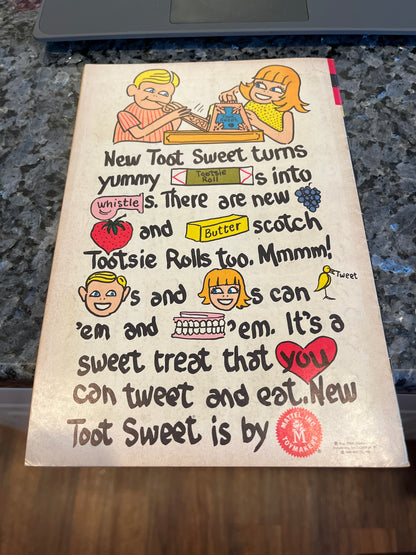 New Toot Sweet turns
yummy Tootsie Roll s into
whistle s. There are new
and Butter scotch
Tootsie Rolls too. Mmmm!
's and s can Tweet
'em and 'em. It's a
sweet treat that you
can tweet and eat. New
Toot Sweet is by MATTEL, INC. TOYMAKERS M